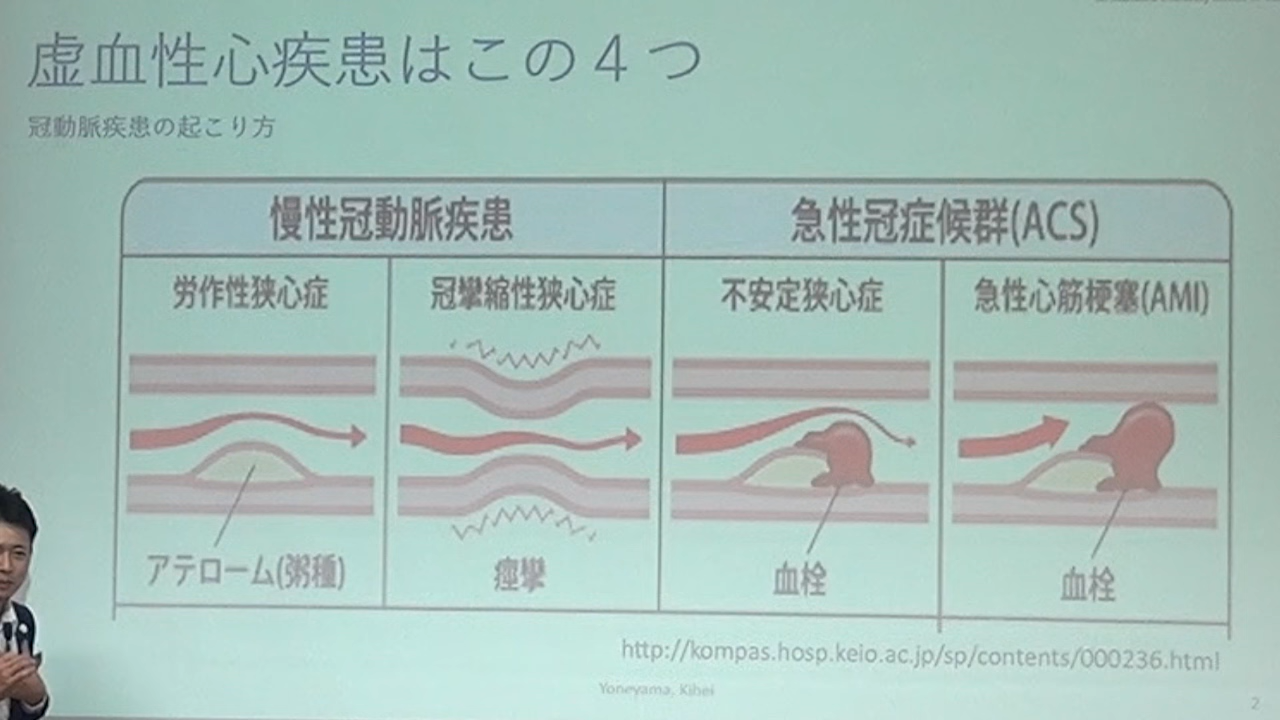 虚血性心疾患はこの４つ
冠動脈疾患の起こり方
慢性冠動脈疾患
急性冠症候群(ACS)
労作性狭心症
冠攣縮性狭心症
不安定狭心症
急性心筋梗塞(AMI)
アテローム(粥種)
痙攣
血栓
血栓
http://kompas.hosp.keio.ac.jp/sp/contents/000236.html
Yoneyama, Kihei
2